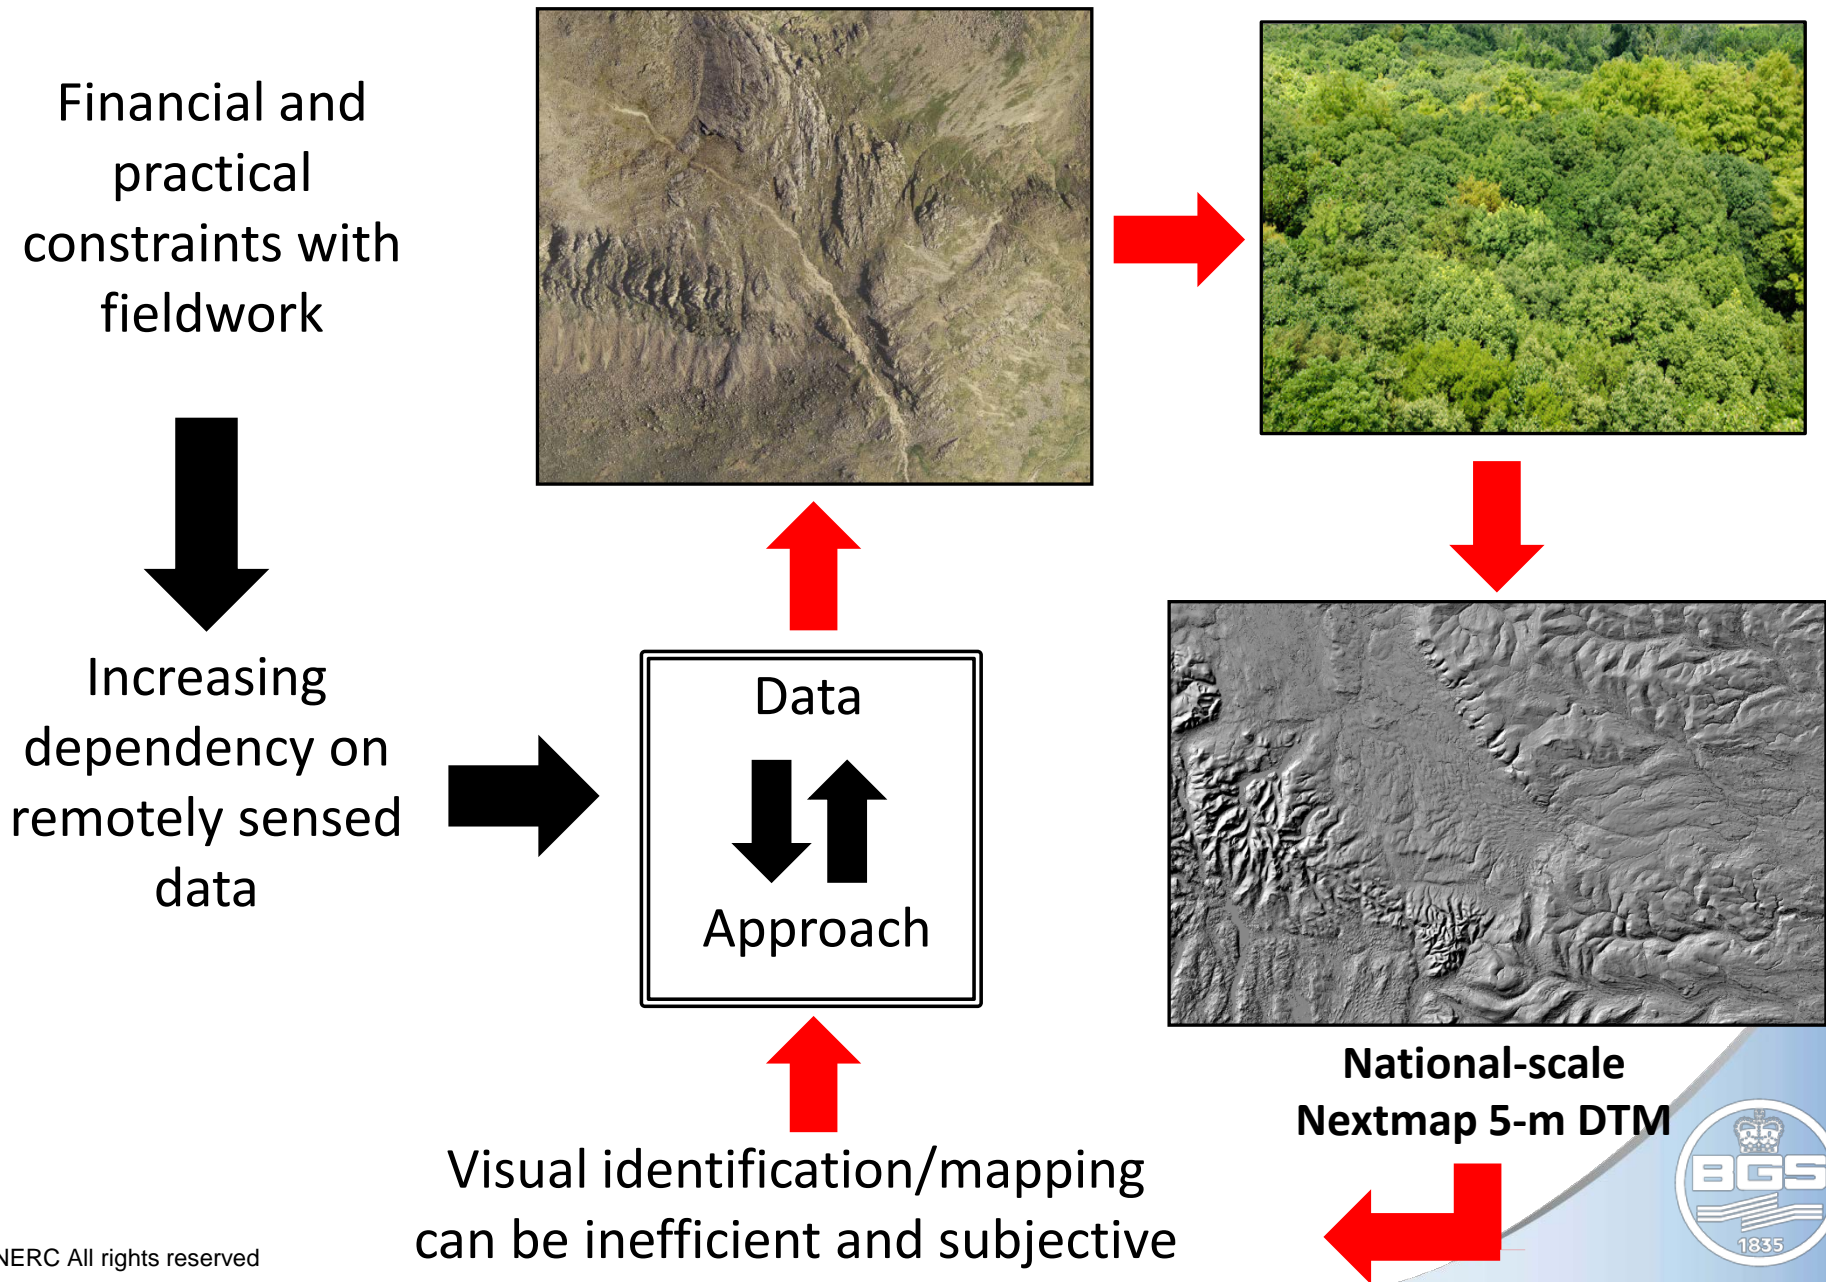 Financial and
practical
constraints with
fieldwork
Increasing
dependency on
remotely sensed
data
Data
Approach
National-scale
Nextmap 5-m DTM
Visual identification/mapping
can be inefficient and subjective
NERC All rights reserved
BGS
1835